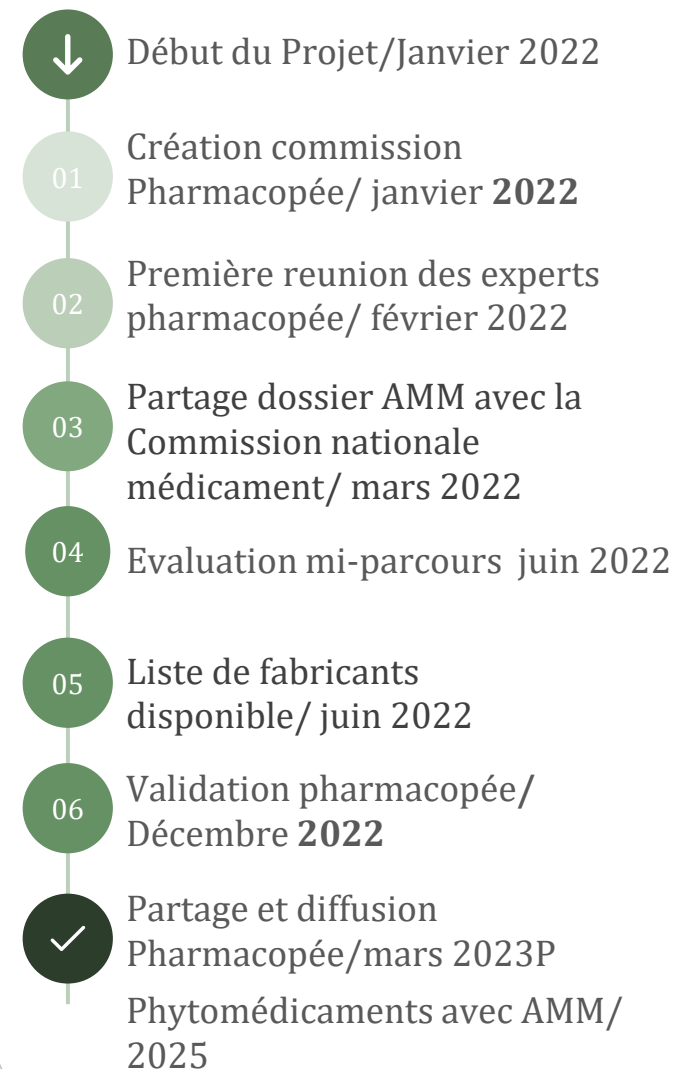 Début du Projet/Janvier 2022
01
Création commission
Pharmacopée/ janvier 2022
02
Première reunion des experts
pharmacopée/ février 2022
03
Partage dossier AMM avec la
Commission nationale
médicament/ mars 2022
04
Evaluation mi-parcours  juin 2022
05
Liste de fabricants
disponible/ juin 2022
06
Validation pharmacopée/
Décembre 2022
Partage et diffusion
Pharmacopée/mars 2023P
Phytomédicaments avec AMM/
2025